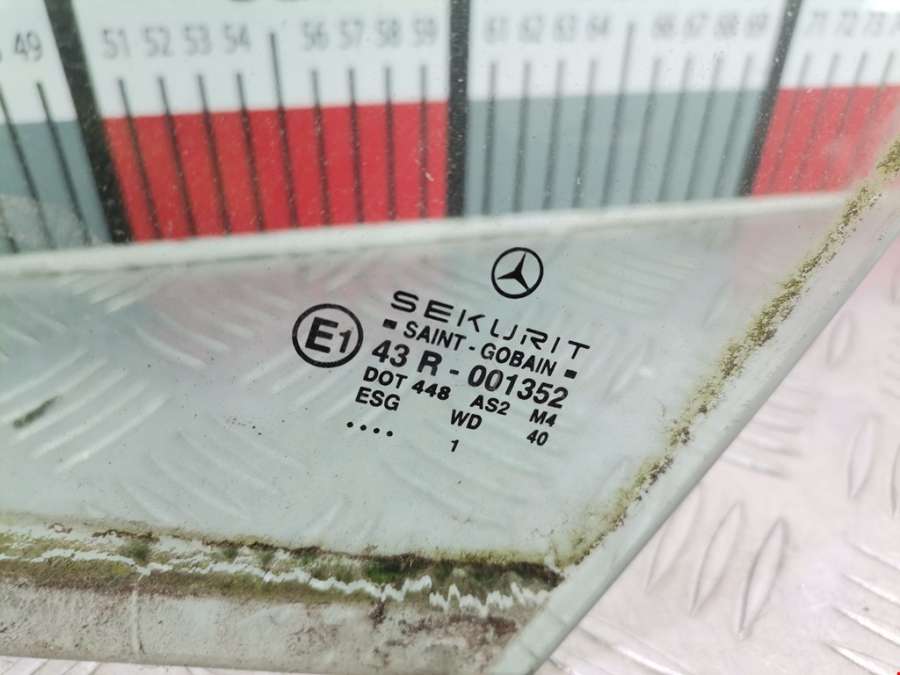 49 51 52 53 54 56 57 58 59 61 62 63 64 66 67 68 69 71 72 73
SEKURIT
SAINT - GOBAIN
E1
43 R - 001352
DOT 448 AS2 M4
ESG WD 40
.... 1